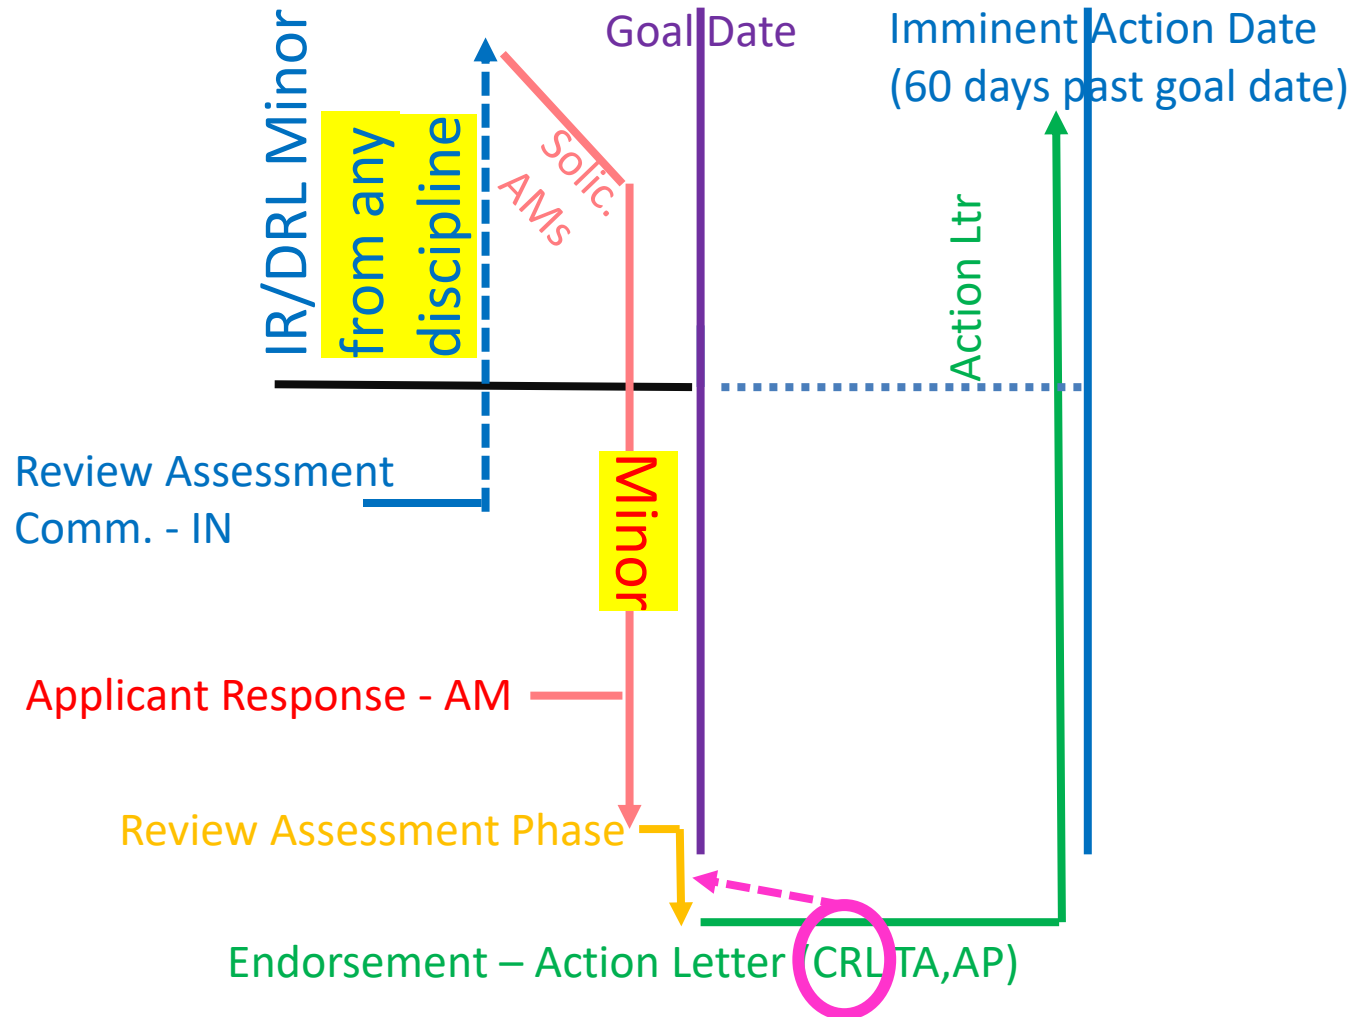 Goal Date
Imminent Action Date
(60 days past goal date)
IR/DRL Minor
from any
discipline
Solic.
AMs
Action Ltr
Review Assessment
Comm. - IN
Minor
Applicant Response - AM
Review Assessment Phase
Endorsement – Action Letter (CRL,TA,AP)